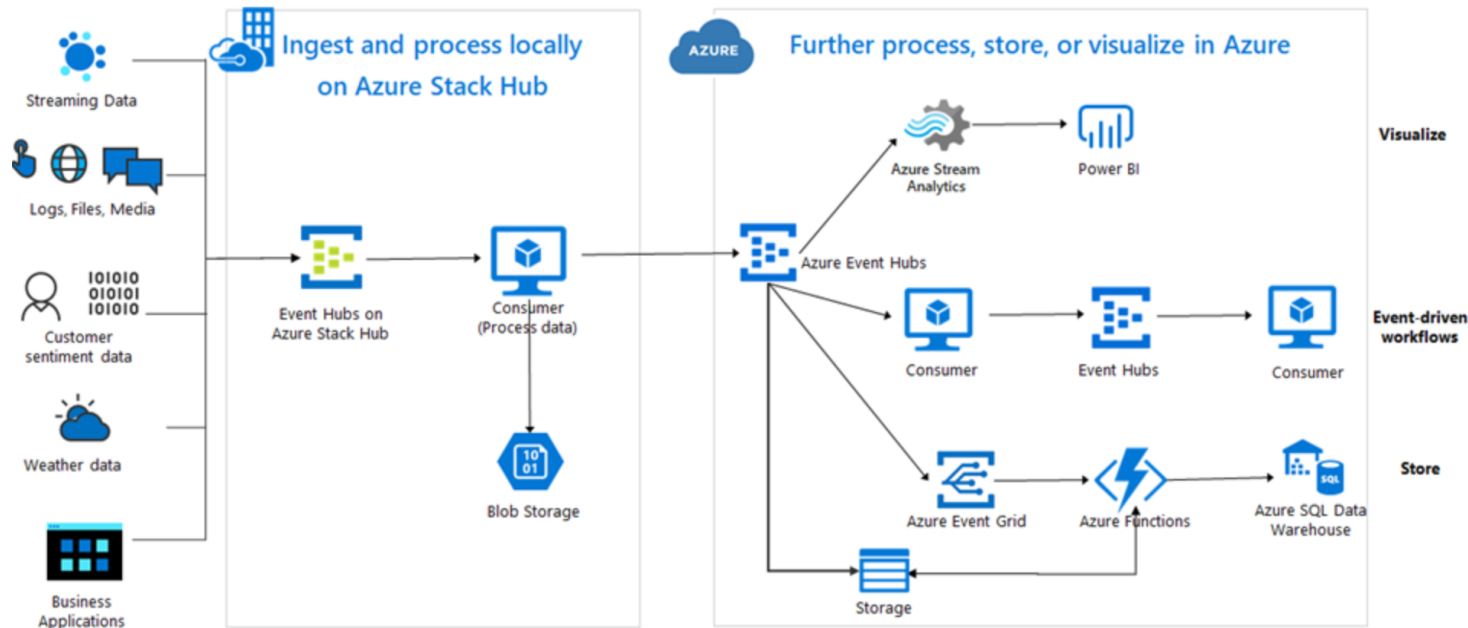 Ingest and process locally
on Azure Stack Hub
AZURE
Further process, store, or visualize in Azure
Streaming Data
Logs, Files, Media
101010
010101
101010
Customer
sentiment data
Weather data
Business
Applications
Event Hubs on
Azure Stack Hub
Consumer
(Process data)
10
01
Blob Storage
Azure Event Hubs
Azure Stream
Analytics
Power BI
Visualize
Consumer
Event Hubs
Consumer
Event-driven
workflows
Azure Event Grid
Azure Functions
SQL
Azure SQL Data
Warehouse
Store
Storage